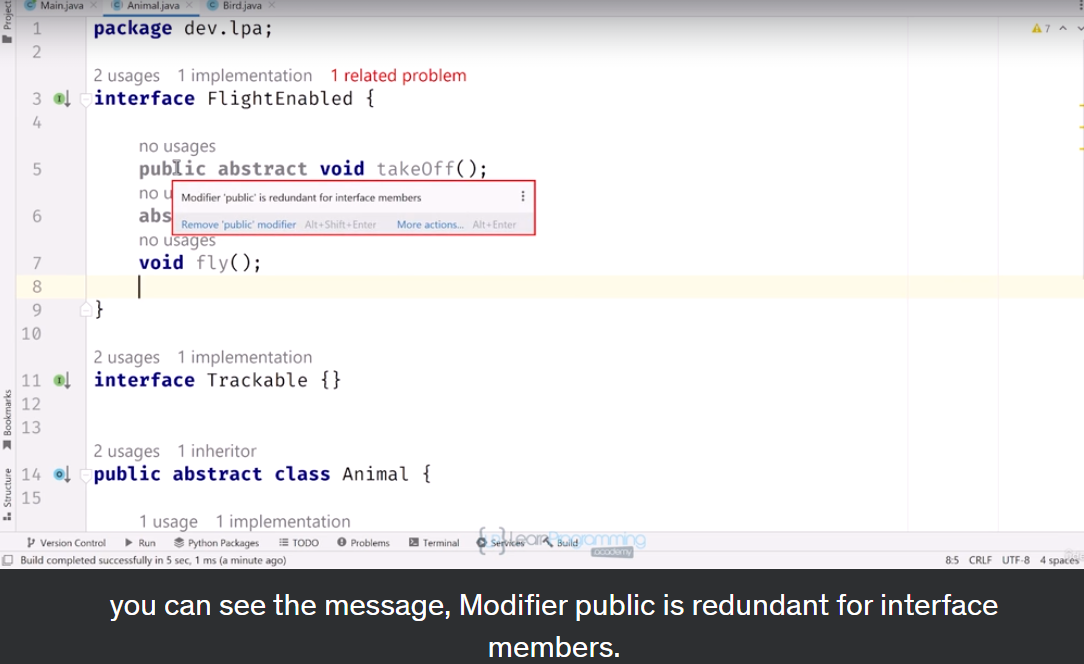 Project
Main.java
Animal.java
Bird.java
1 package dev.lpa;
7
2
2 usages 1 implementation 1 related problem
3 interface FlightEnabled {
4
no usages
5 public abstract void takeOff();
no u
Modifier 'public' is redundant for interface members
6 abs
Remove 'public' modifier Alt+Shift+Enter More actions... Alt+Enter
no usages
7 void fly();
8
9 }
10
2 usages 1 implementation
11 interface Trackable {}
12
13
Bookmarks
2 usages 1 inheritor
14 public abstract class Animal {
Structure
15
1 usage 1 implementation
Version Control Run Python Packages TODO Problems Terminal Services Build
LearnProgramming
academy
Build completed successfully in 5 sec, 1 ms (a minute ago) 8:5 CRLF UTF-8 4 spaces
you can see the message, Modifier public is redundant for interface
members.